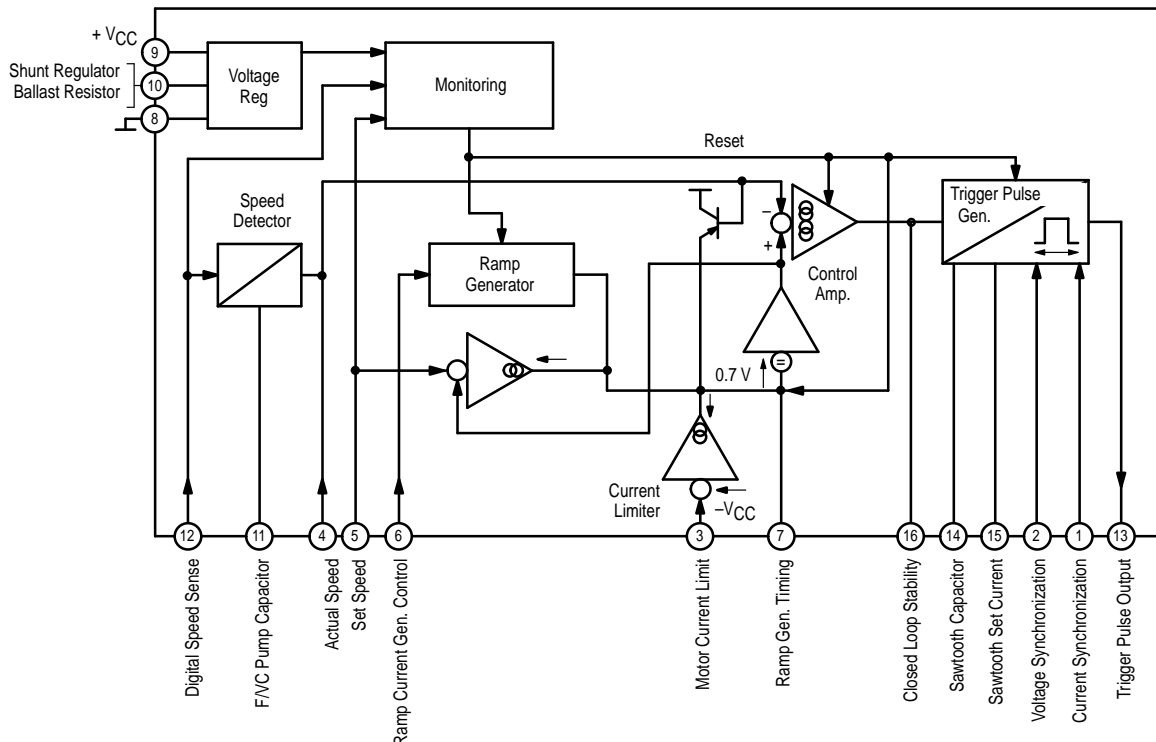 + VCC
9
Shunt Regulator
Ballast Resistor
10
8
Voltage
Reg
Monitoring
Reset
Speed
Detector
Ramp
Generator
–
+
Control
Amp.
Trigger Pulse
Gen.
=
0.7 V
Current
Limiter
–VCC
12
11
4
5
6
3
7
16
14
15
2
1
13
Digital Speed Sense
F/VC Pump Capacitor
Actual Speed
Set Speed
Ramp Current Gen. Control
Motor Current Limit
Ramp Gen. Timing
Closed Loop Stability
Sawtooth Capacitor
Sawtooth Set Current
Voltage Synchronization
Current Synchronization
Trigger Pulse Output